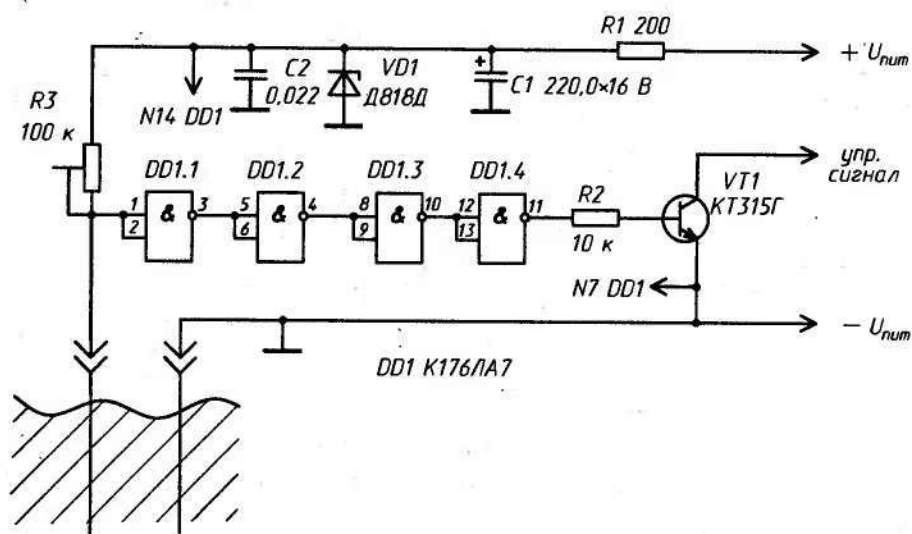 R1 200
+ Uпит
C2
0,022
VD1
Д818Д
C1 220,0×16 В
+
N14 DD1
R3
100 к
упр.
сигнал
DD1.1
DD1.2
DD1.3
DD1.4
VT1
КТ315Г
R2
10 к
1
2
&
3
5
6
&
4
8
9
&
10
12
13
&
11
N7 DD1
− Uпит
DD1 К176ЛА7